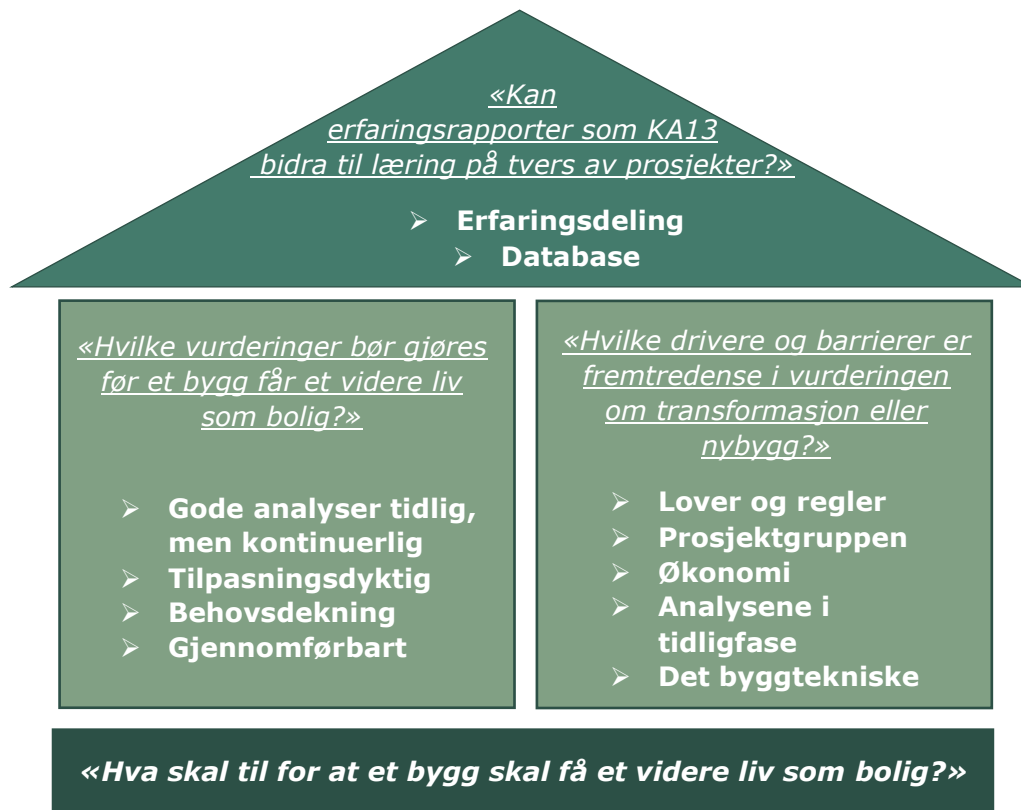 «Kan
erfaringsrapporter som KA13
bidra til læring på tvers av prosjekter?»
➢ Erfaringsdeling
➢ Database
«Hvilke vurderinger bør gjøres
før et bygg får et videre liv
som bolig?»
➢ Gode analyser tidlig,
men kontinuerlig
➢ Tilpasningsdyktig
➢ Behovsdekning
➢ Gjennomførbart
«Hvilke drivere og barrierer er
fremtredense i vurderingen
om transformasjon eller
nybygg?»
➢ Lover og regler
➢ Prosjektgruppen
➢ Økonomi
➢ Analysene i
tidligfase
➢ Det byggtekniske
«Hva skal til for at et bygg skal få et videre liv som bolig?»